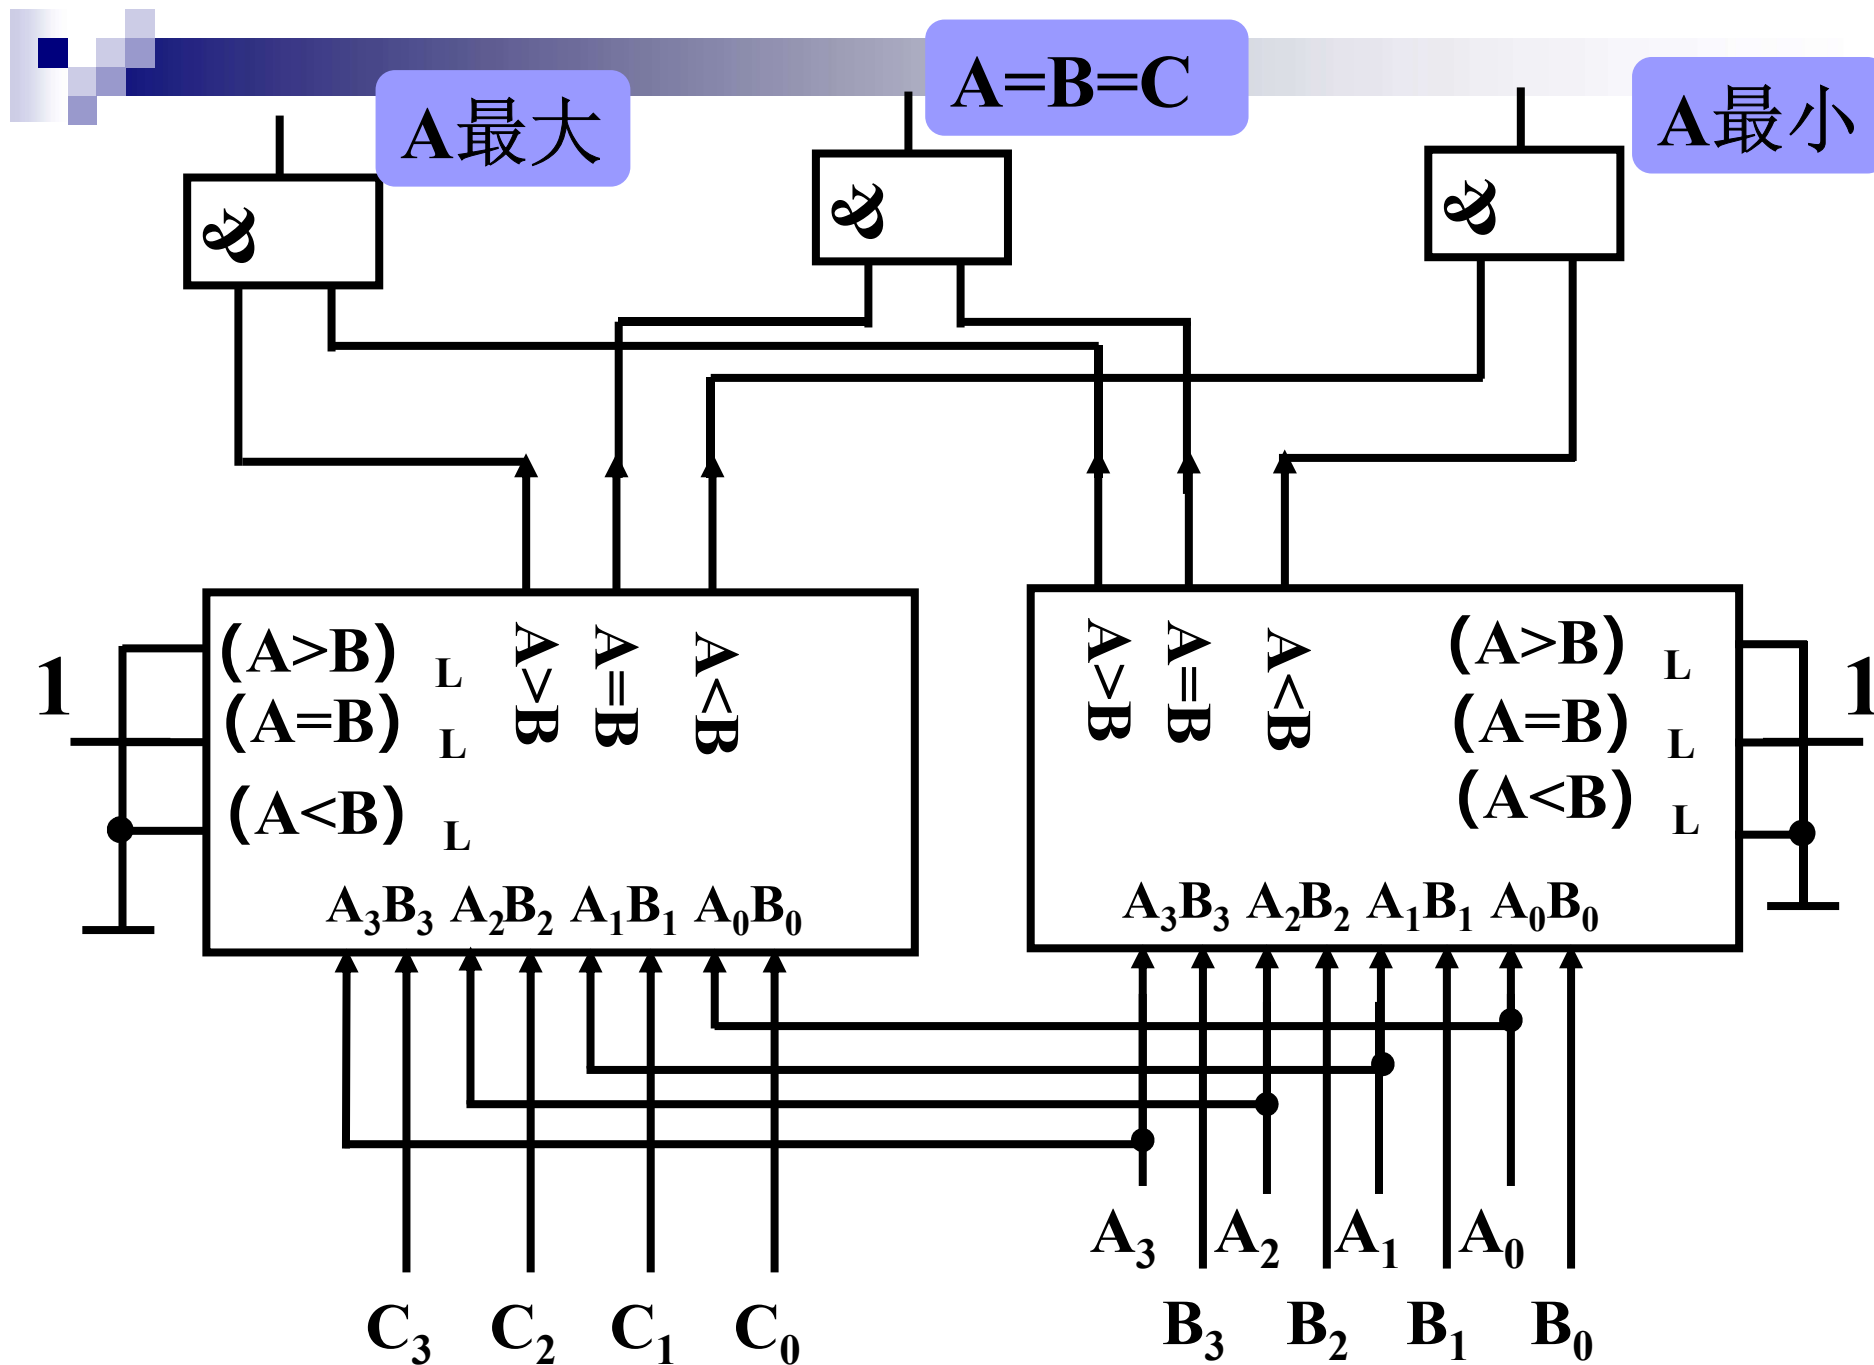 A最大
A=B=C
A最小
&
&
&
1
(A>B) L
(A=B) L
(A<B) L
A>B
A=B
A<B
A₃B₃ A₂B₂ A₁B₁ A₀B₀
A>B
A=B
A<B
(A>B) L
(A=B) L
(A<B) L
1
A₃B₃ A₂B₂ A₁B₁ A₀B₀
A₃ A₂ A₁ A₀
C₃ C₂ C₁ C₀
B₃ B₂ B₁ B₀